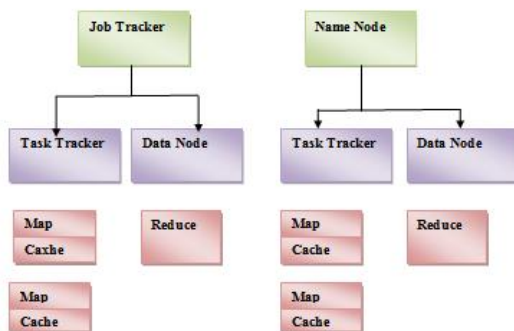 Job Tracker
Name Node
Task Tracker
Data Node
Task Tracker
Data Node
Map
Caxhe
Reduce
Map
Cache
Reduce
Map
Cache
Map
Cache